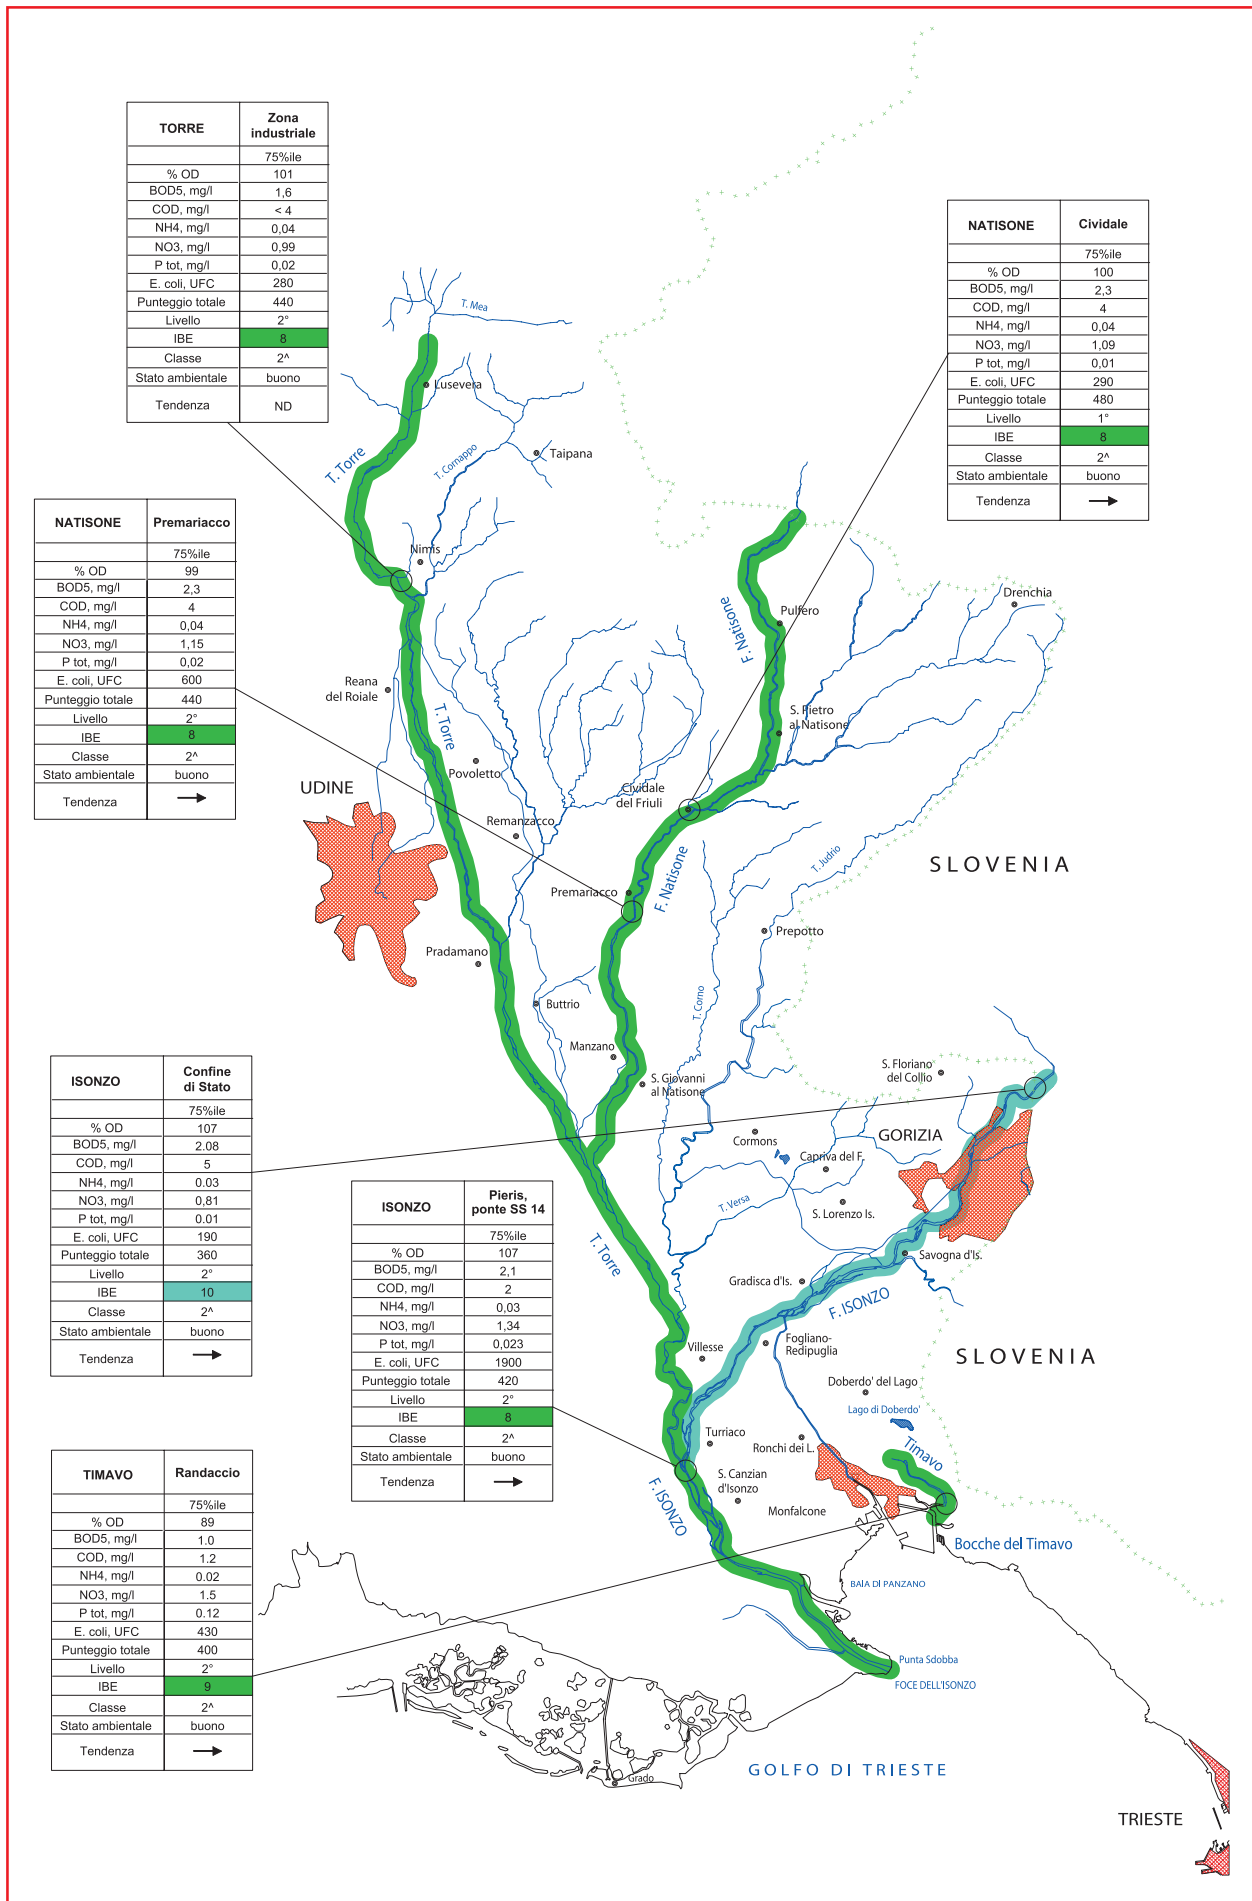 TORRE Zona industriale
75%ile
% OD 101
BOD5, mg/l 1,6
COD, mg/l < 4
NH4, mg/l 0,04
NO3, mg/l 0,99
P tot, mg/l 0,02
E. coli, UFC 280
Punteggio totale 440
Livello 2°
IBE 8
Classe 2^
Stato ambientale buono
Tendenza ND
NATISONE Cividale
75%ile
% OD 100
BOD5, mg/l 2,3
COD, mg/l 4
NH4, mg/l 0,04
NO3, mg/l 1,09
P tot, mg/l 0,01
E. coli, UFC 290
Punteggio totale 480
Livello 1°
IBE 8
Classe 2^
Stato ambientale buono
Tendenza →
NATISONE Premariacco
75%ile
% OD 99
BOD5, mg/l 2,3
COD, mg/l 4
NH4, mg/l 0,04
NO3, mg/l 1,15
P tot, mg/l 0,02
E. coli, UFC 600
Punteggio totale 440
Livello 2°
IBE 8
Classe 2^
Stato ambientale buono
Tendenza →
ISONZO Confine di Stato
75%ile
% OD 107
BOD5, mg/l 2.08
COD, mg/l 5
NH4, mg/l 0.03
NO3, mg/l 0,81
P tot, mg/l 0.01
E. coli, UFC 190
Punteggio totale 360
Livello 2°
IBE 10
Classe 2^
Stato ambientale buono
Tendenza →
ISONZO Pieris, ponte SS 14
75%ile
% OD 107
BOD5, mg/l 2,1
COD, mg/l 2
NH4, mg/l 0,03
NO3, mg/l 1,34
P tot, mg/l 0,023
E. coli, UFC 1900
Punteggio totale 420
Livello 2°
IBE 8
Classe 2^
Stato ambientale buono
Tendenza →
TIMAVO Randaccio
75%ile
% OD 89
BOD5, mg/l 1.0
COD, mg/l 1.2
NH4, mg/l 0.02
NO3, mg/l 1.5
P tot, mg/l 0.12
E. coli, UFC 430
Punteggio totale 400
Livello 2°
IBE 9
Classe 2^
Stato ambientale buono
Tendenza →
T. Mea
Lusevera
T. Torre
T. Cornappo
Taipana
Nimis
Drenchia
F. Natisone
Pulfero
Reana
del Roiale
T. Torre
S. Pietro
al Natisone
Povoletto
UDINE
Cividale
del Friuli
Remanzacco
T. Judrio
SLOVENIA
Premariacco
F. Natisone
Prepotto
Pradamano
T. Corno
Buttrio
Manzano
S. Giovanni
al Natisone
S. Floriano
del Collio
Cormons
GORIZIA
Capriva del F.
T. Versa
S. Lorenzo Is.
T. Torre
Savogna d'Is.
Gradisca d'Is.
F. ISONZO
Villesse
Fogliano-
Redipuglia
SLOVENIA
Doberdo' del Lago
Lago di Doberdo'
Turriaco
Ronchi dei L.
Timavo
F. ISONZO
S. Canzian
d'Isonzo
Monfalcone
Bocche del Timavo
BAIA DI PANZANO
Punta Sdobba
FOCE DELL'ISONZO
GOLFO DI TRIESTE
Grado
TRIESTE